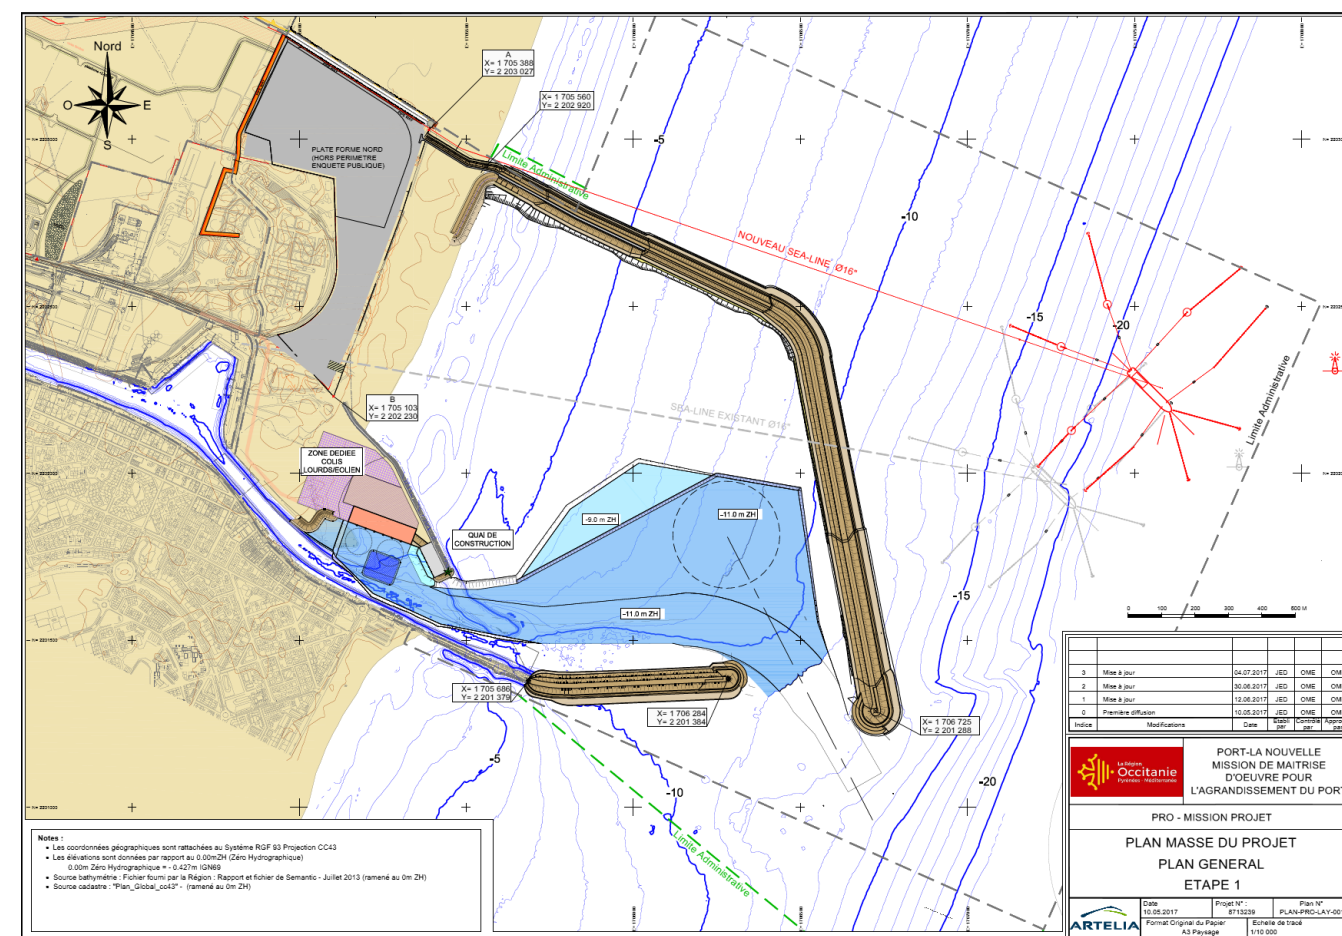 Nord
O
E
S
A
X= 1 705 388
Y= 2 203 027
X= 1 705 560
Y= 2 202 920
PLATE FORME NORD
(HORS PERIMETRE
ENQUETE PUBLIQUE)
Limite Administrative
-5
-10
NOUVEAU SEA-LINE Ø16"
-15
-20
Limite Administrative
B
X= 1 705 103
Y= 2 202 230
SEA-LINE EXISTANT Ø16"
ZONE DEDIEE
COLIS
LOURDS/EOLIEN
QUAI DE
CONSTRUCTION
-9.0 m ZH
-11.0 m ZH
-11.0 m ZH
-15
0 100 200 300 400 500 M
X= 1 705 686
Y= 2 201 379
X= 1 706 284
Y= 2 201 384
X= 1 706 725
Y= 2 201 288
-5
-10
-20
Limite Administrative
3 Mise à jour 04.07.2017 JED OME
2 Mise à jour 30.06.2017 JED OME
1 Mise à jour 12.06.2017 JED OME
0 Première diffusion 10.05.2017 JED OME
Indice Modifications Date Etabli par Contrôlé par
La Région
Occitanie
Pyrénées - Méditerranée
PORT-LA NOUVELLE
MISSION DE MAITRISE
D'OEUVRE POUR
L'AGRANDISSEMENT DU PORT
PRO - MISSION PROJET
PLAN MASSE DU PROJET
PLAN GENERAL
ETAPE 1
ARTELIA
Date
10.05.2017
Projet N° :
8713239
Plan N°
PLAN-PRO-LAY-001
Format Original du Papier
A3 Paysage
Echelle de tracé
1/10 000
Notes :
• Les coordonnées géographiques sont rattachées au Système RGF 93 Projection CC43
• Les élévations sont données par rapport au 0.00mZH (Zéro Hydrographique)
0.00m Zéro Hydrographique = - 0.427m IGN69
• Source bathymétrie : Fichier fourni par la Région : Rapport et fichier de Semantic - Juillet 2013 (ramené au 0m ZH)
• Source cadastre : "Plan_Global_cc43" - (ramené au 0m ZH)